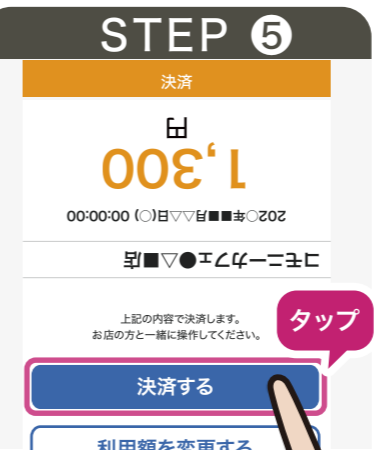 STEP 5
決済
コモニーカフェ●△■店
202○年■■月△△日(○) 00:00:00
1,300
円
上記の内容で決済します。
お店の方と一緒に操作してください。
タップ
決済する
利用額を変更する